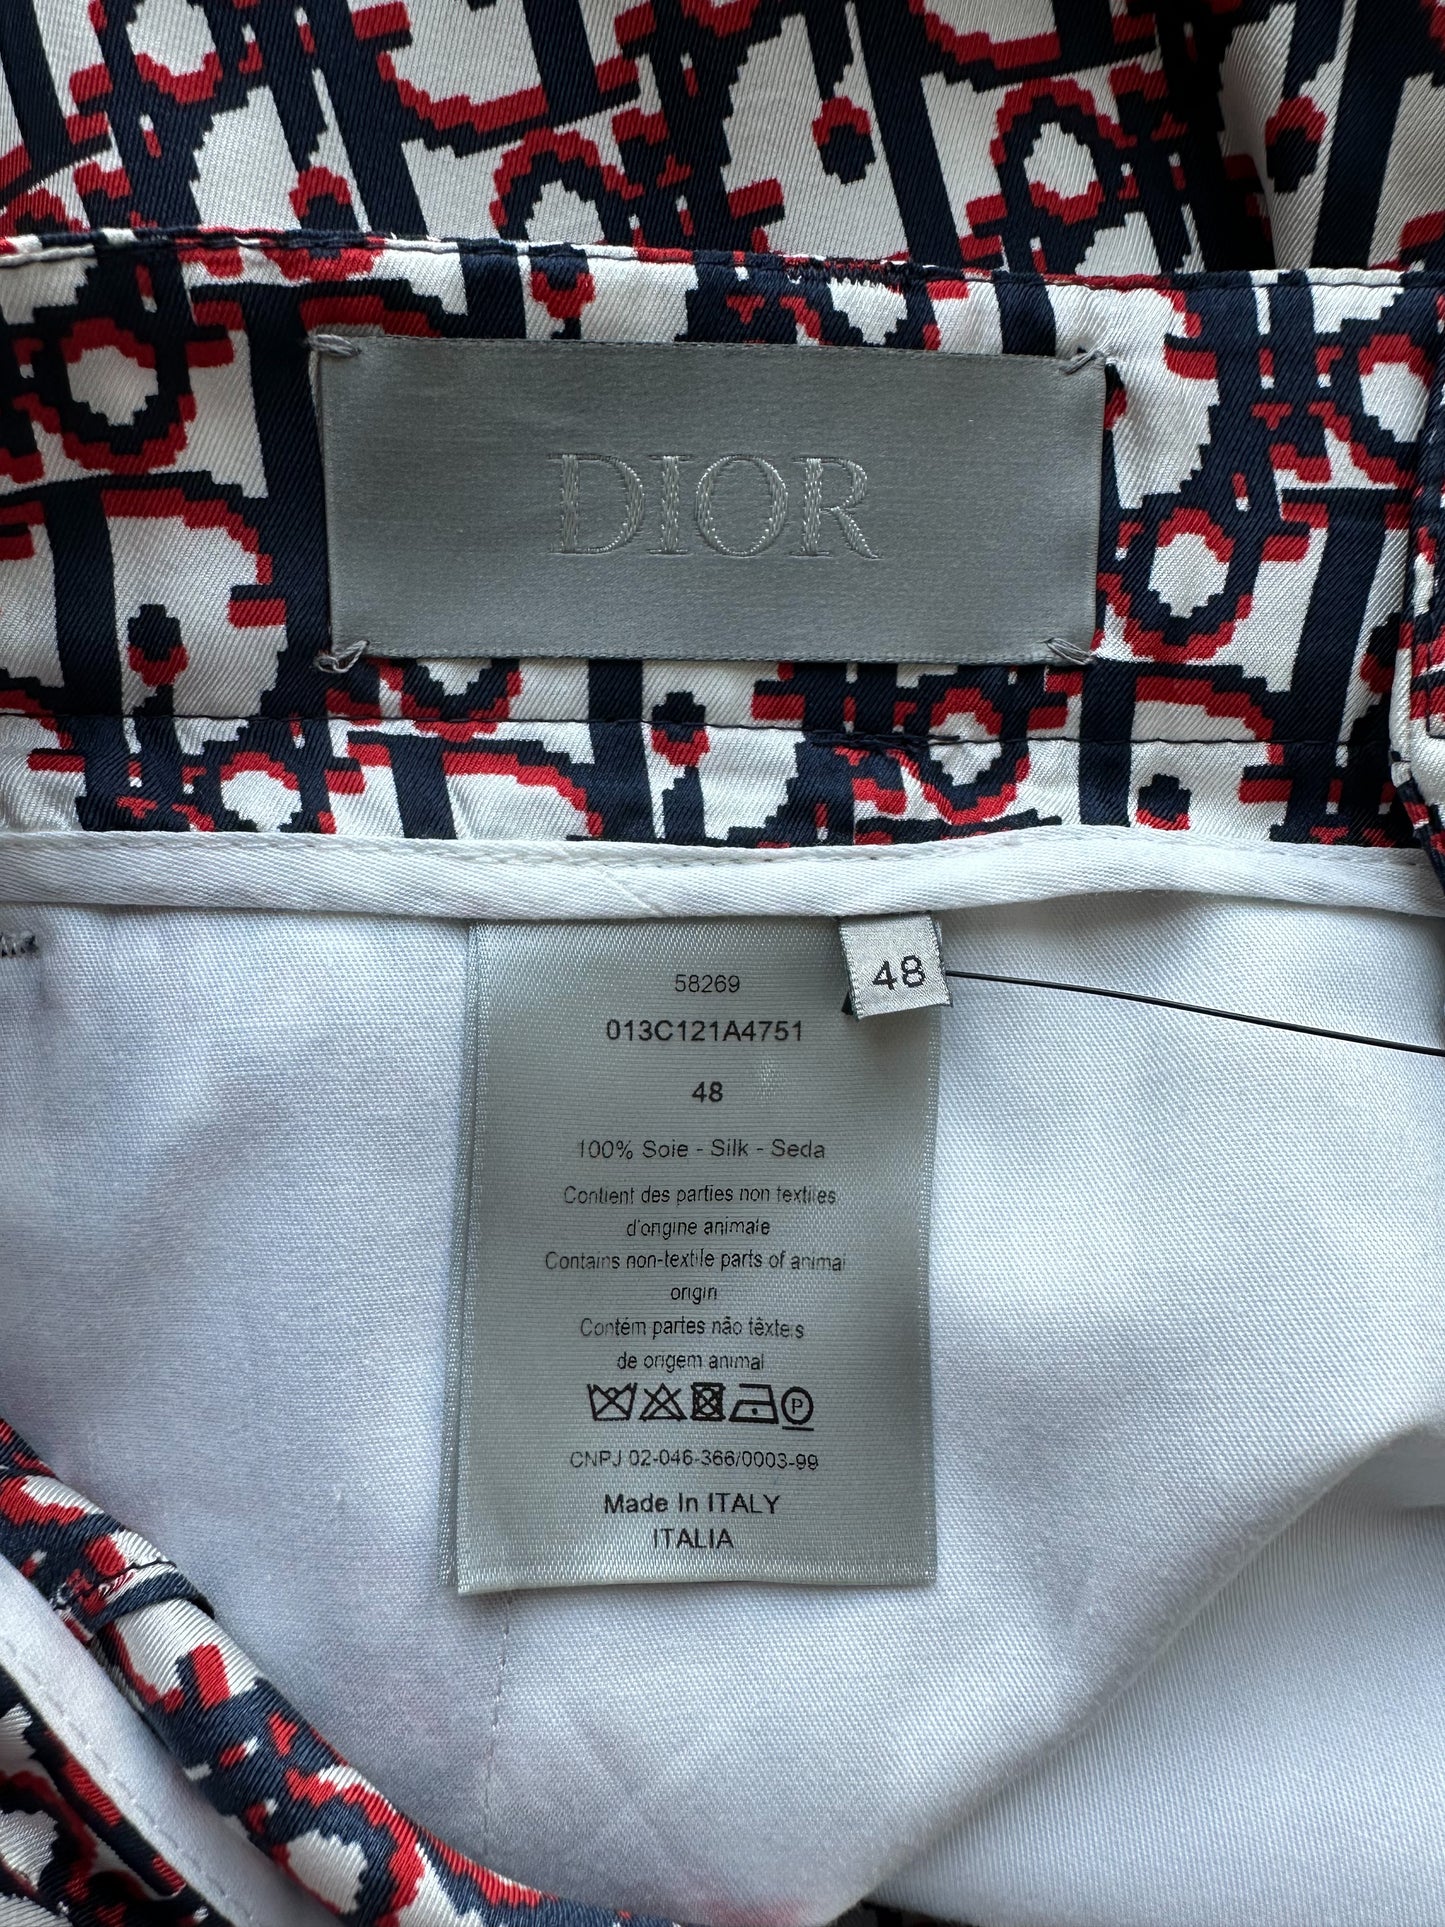 DIOR
48
58269
013C121A4751
48
100% Soie - Silk - Seda
Contient des parties non textiles
d'origine animale
Contains non-textile parts of animal
origin
Contém partes não têxteis
de origem animal
P
CNPJ 02-046-366/0003-99
Made In ITALY
ITALIA